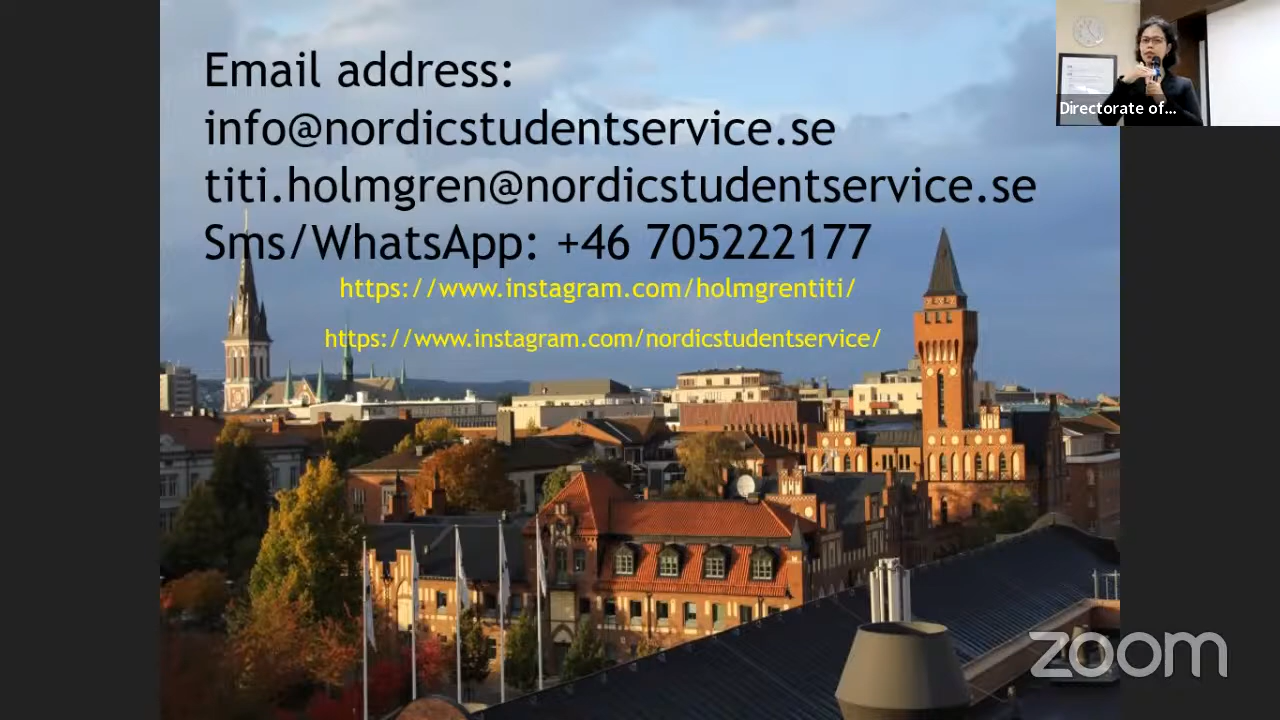 Email address:
info@nordicstudentservice.se
titi.holmgren@nordicstudentservice.se
Sms/WhatsApp: +46 705222177
https://www.instagram.com/holmgrentiti/
https://www.instagram.com/nordicstudentservice/
Directorate of...
zoom